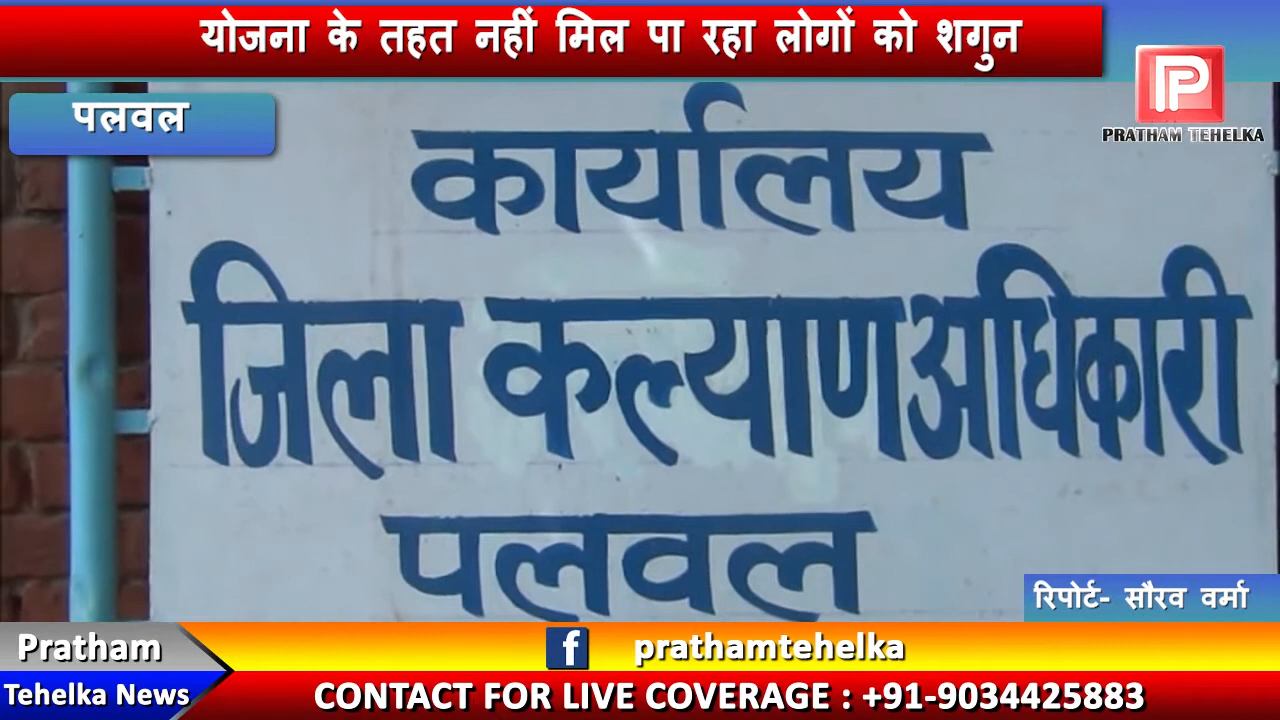 योजना के तहत नहीं मिल पा रहा लोगों को शगुन
P
PRATHAM TEHELKA
पलवल
कार्यालय
जिला कल्याण अधिकारी
पलवल
रिपोर्ट- सौरव वर्मा
Pratham
Tehelka News
f prathamtehelka
CONTACT FOR LIVE COVERAGE : +91-9034425883